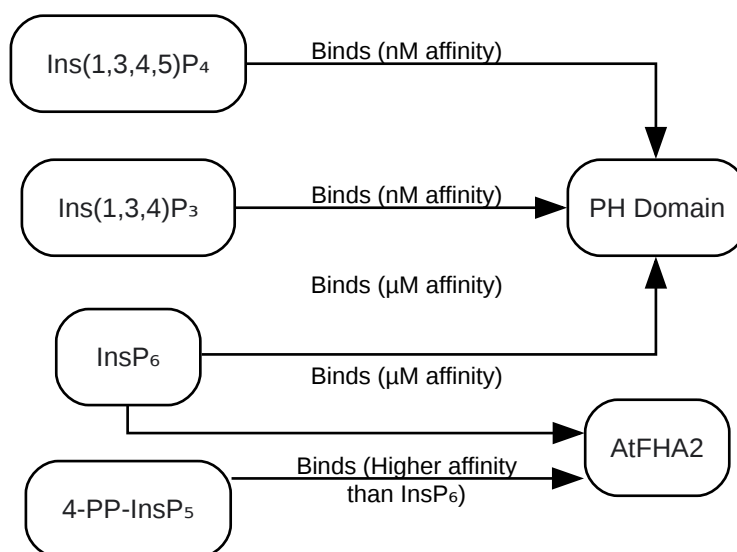 Ins(1,3,4,5)P₄
Binds (nM affinity)
Ins(1,3,4)P₃
Binds (nM affinity)
PH Domain
Binds (µM affinity)
InsP₆
Binds (µM affinity)
AtFHA2
Binds (Higher affinity
than InsP₆)
4-PP-InsP₅